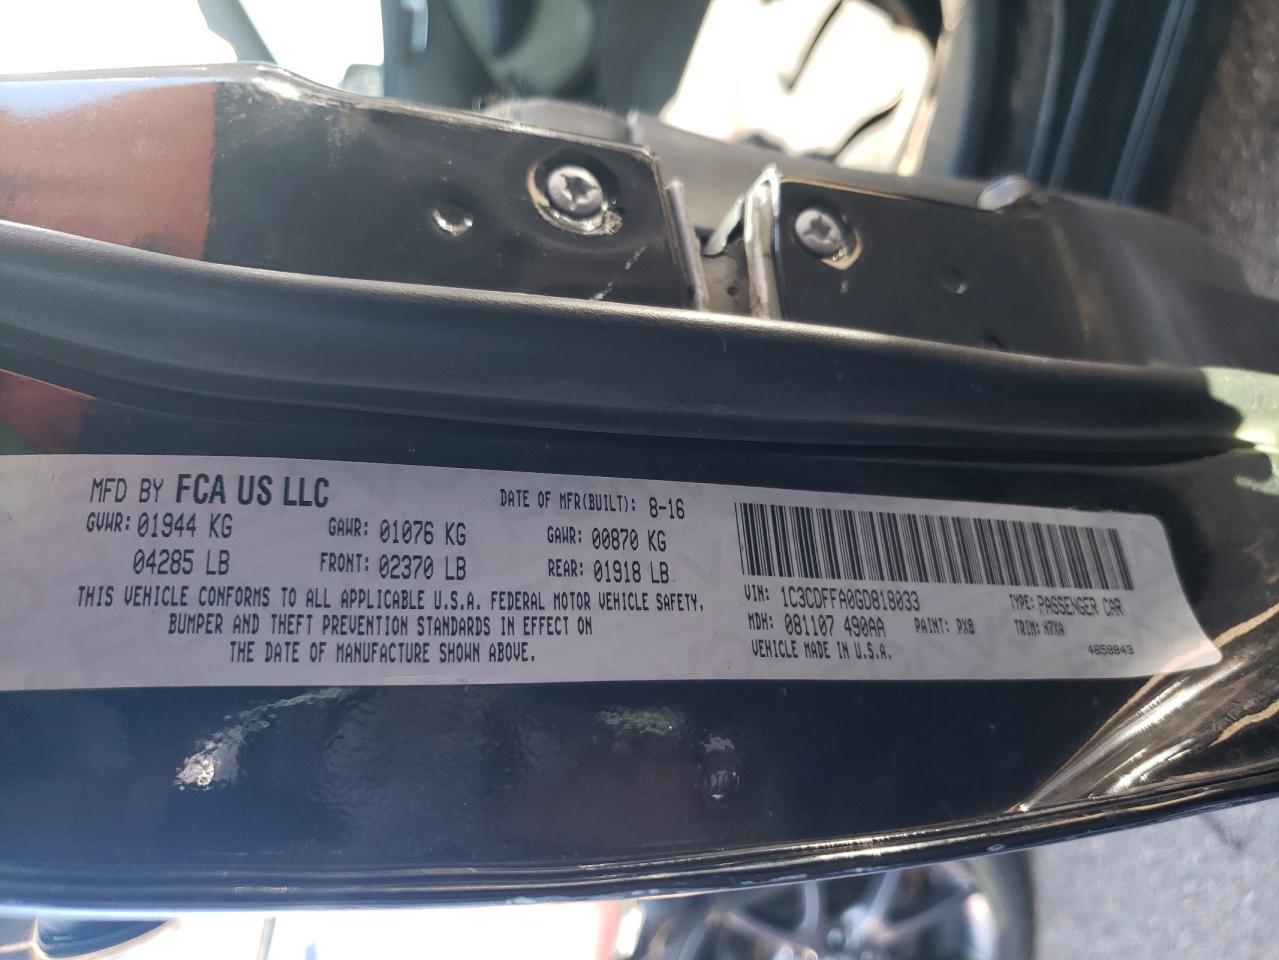 MFD BY FCA US LLC DATE OF MFR(BUILT): 8-16
GVWR: 01944 KG GAWR: 01076 KG GAWR: 00870 KG
04285 LB FRONT: 02370 LB REAR: 01918 LB
THIS VEHICLE CONFORMS TO ALL APPLICABLE U.S.A. FEDERAL MOTOR VEHICLE SAFETY,
BUMPER AND THEFT PREVENTION STANDARDS IN EFFECT ON
THE DATE OF MANUFACTURE SHOWN ABOVE.
VIN: 1C3CDFFA0GD818033 TYPE: PASSENGER CAR
MDH: 081107 490AA PAINT: PX8 TRIM: H7XA
VEHICLE MADE IN U.S.A. 4658843